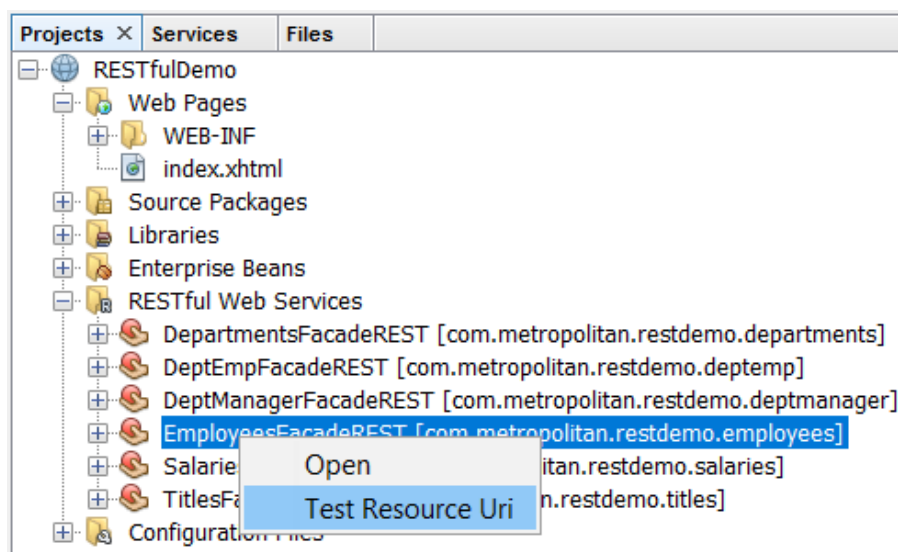 Projects × Services Files
RESTfulDemo
Web Pages
WEB-INF
index.xhtml
Source Packages
Libraries
Enterprise Beans
RESTful Web Services
DepartmentsFacadeREST [com.metropolitan.restdemo.departments]
DeptEmpFacadeREST [com.metropolitan.restdemo.deptemp]
DeptManagerFacadeREST [com.metropolitan.restdemo.deptmanager]
EmployeesFacadeREST [com.metropolitan.restdemo.employees]
Salarie Open itan.restdemo.salaries]
TitlesFa Test Resource Uri n.restdemo.titles]
Configuration Files